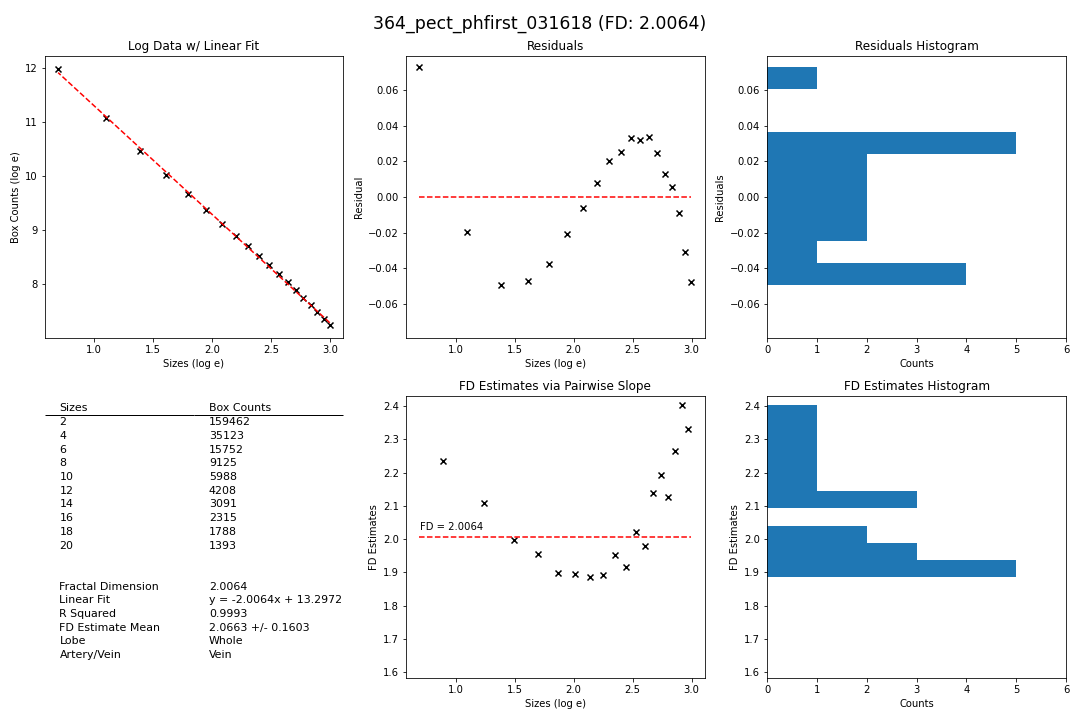 364_pect_phfirst_031618 (FD: 2.0064)
Log Data w/ Linear Fit
12
11
10
9
8
Box Counts (log e)
1.0 1.5 2.0 2.5 3.0
Sizes (log e)
Residuals
0.06
0.04
0.02
0.00
−0.02
−0.04
−0.06
Residual
1.0 1.5 2.0 2.5 3.0
Sizes (log e)
Residuals Histogram
0.06
0.04
0.02
0.00
−0.02
−0.04
−0.06
Residuals
0 1 2 3 4 5 6
Counts
Sizes Box Counts
2 159462
4 35123
6 15752
8 9125
10 5988
12 4208
14 3091
16 2315
18 1788
20 1393
Fractal Dimension 2.0064
Linear Fit y = -2.0064x + 13.2972
R Squared 0.9993
FD Estimate Mean 2.0663 +/- 0.1603
Lobe Whole
Artery/Vein Vein
FD Estimates via Pairwise Slope
2.4
2.3
2.2
2.1
2.0
1.9
1.8
1.7
1.6
FD Estimates
FD = 2.0064
1.0 1.5 2.0 2.5 3.0
Sizes (log e)
FD Estimates Histogram
2.4
2.3
2.2
2.1
2.0
1.9
1.8
1.7
1.6
FD Estimates
0 1 2 3 4 5 6
Counts